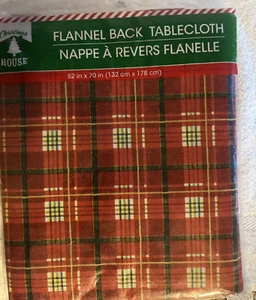 Christmas
HOUSE
FLANNEL BACK TABLECLOTH
NAPPE À REVERS FLANELLE
52 in x 70 in (132 cm x 178 cm)